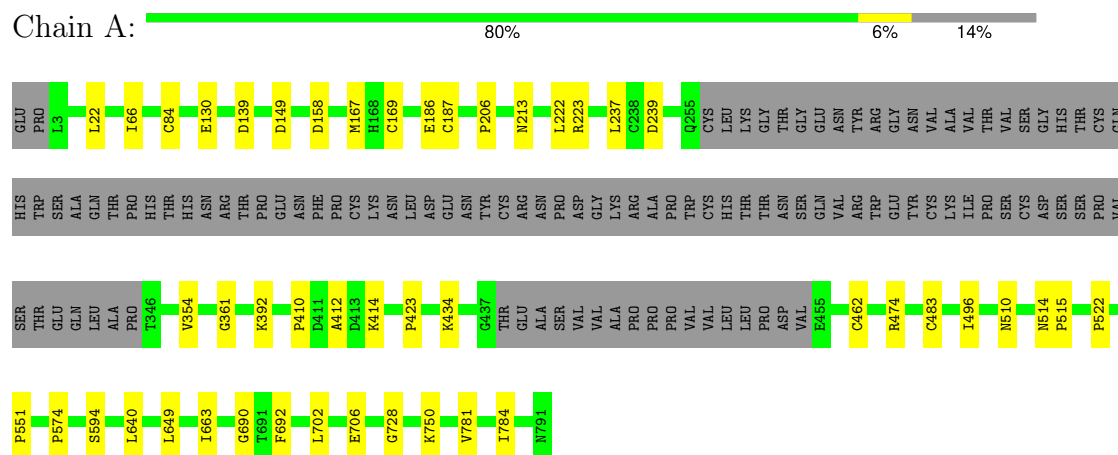 Chain A:
80% 6% 14%
GLU PRO L3 L22 I66 C84 E130 D139 D149 D158 M167 H168 C169 E186 C187 P206 N213 L222 R223 L237 C238 D239 Q255 CYS LEU LYS GLY THR GLY GLU ASN TYR ARG GLY ASN VAL ALA VAL THR VAL SER GLY HIS THR CYS GLN
HIS TRP SER ALA GLN THR PRO HIS THR HIS ASN ARG THR PRO GLU ASN PHE PRO CYS LYS ASN LEU ASP GLU ASN TYR CYS ARG ASN PRO ASP GLY LYS ARG ALA PRO TRP CYS HIS THR THR ASN SER GLN VAL ARG TRP GLU TYR CYS LYS ILE PRO SER CYS ASP SER SER PRO VAL
SER THR GLU GLN LEU ALA PRO T346 V354 G361 K392 P410 D411 A412 D413 K414 P423 K434 G437 THR GLU ALA SER VAL VAL ALA PRO PRO PRO VAL VAL LEU LEU PRO ASP VAL E455 C462 R474 C483 I496 N510 N514 P515 P522
P551 P574 S594 L640 L649 I663 G690 T691 F692 L702 E706 G728 K750 V781 I784 N791